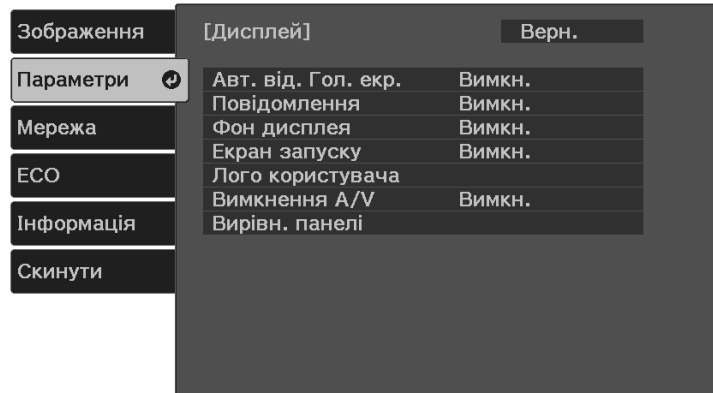 Зображення
Параметри
Мережа
ECO
Інформація
Скинути
[Дисплей] Верн.
Авт. від. Гол. екр. Вимкн.
Повідомлення Вимкн.
Фон дисплея Вимкн.
Екран запуску Вимкн.
Лого користувача
Вимкнення A/V Вимкн.
Вирівн. панелі